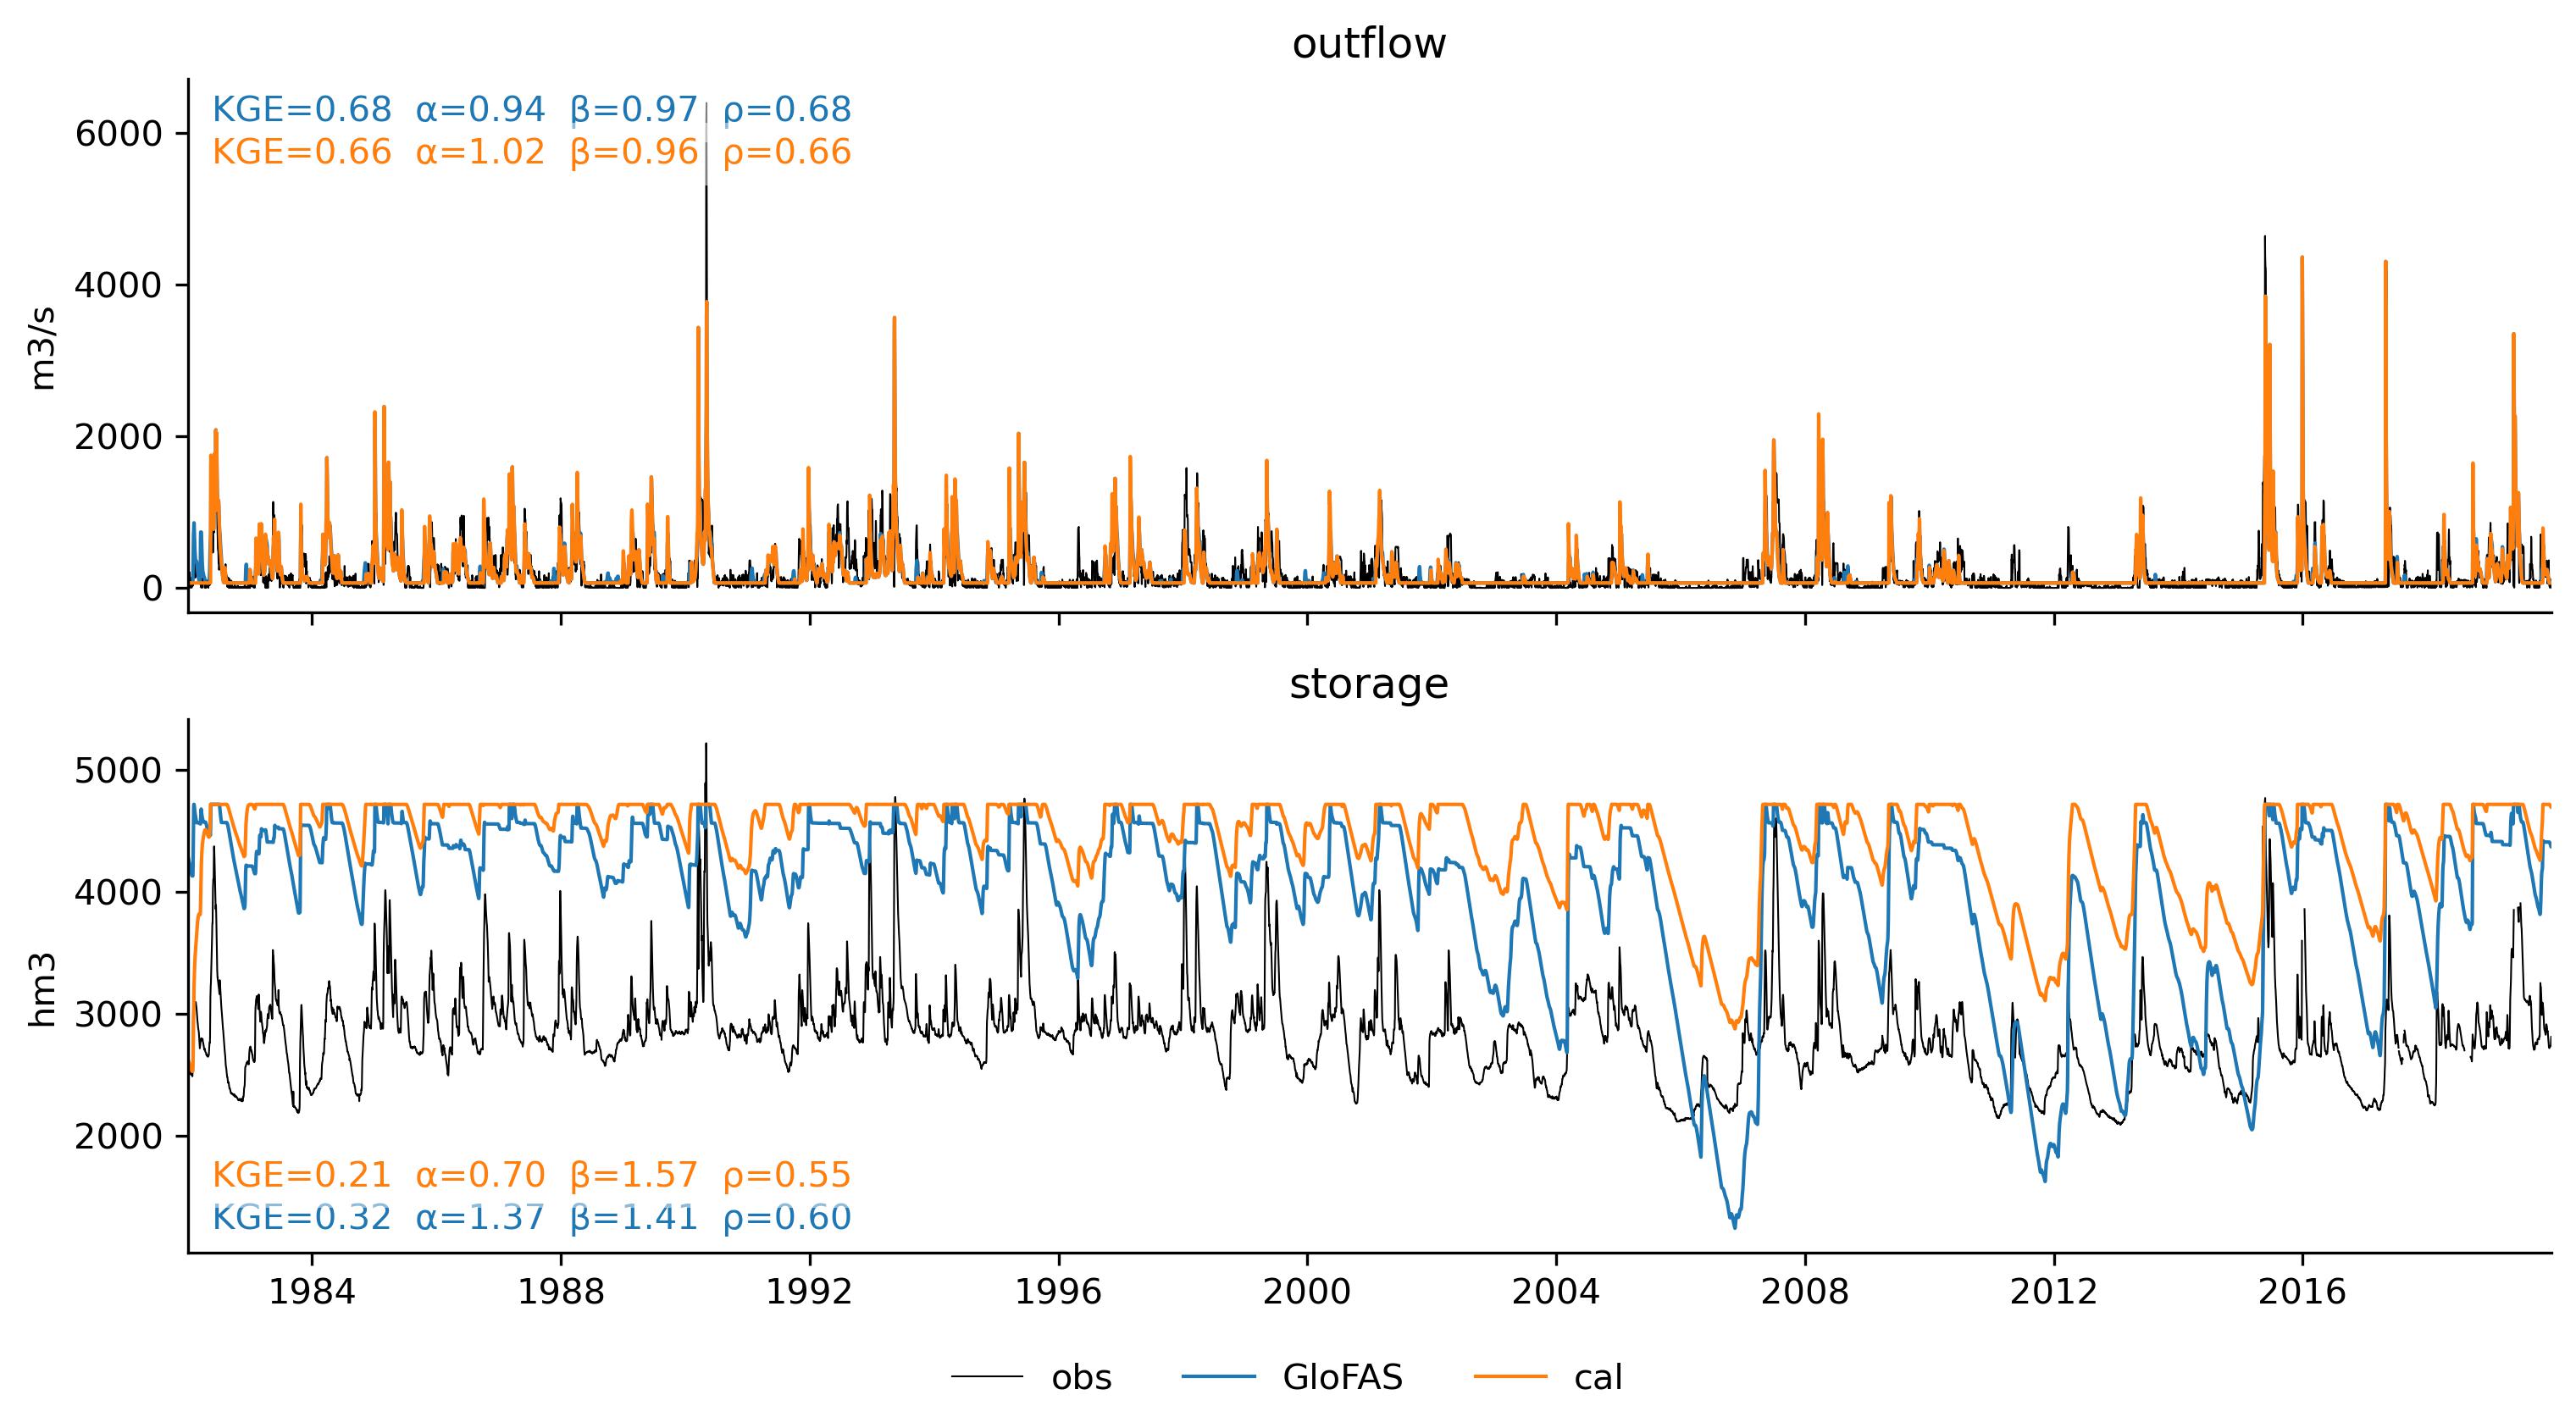 outflow
KGE=0.68 α=0.94 β=0.97 ρ=0.68
KGE=0.66 α=1.02 β=0.96 ρ=0.66
6000
4000
2000
0
m3/s
storage
5000
4000
3000
2000
hm3
KGE=0.21 α=0.70 β=1.57 ρ=0.55
KGE=0.32 α=1.37 β=1.41 ρ=0.60
1984 1988 1992 1996 2000 2004 2008 2012 2016
obs GloFAS cal